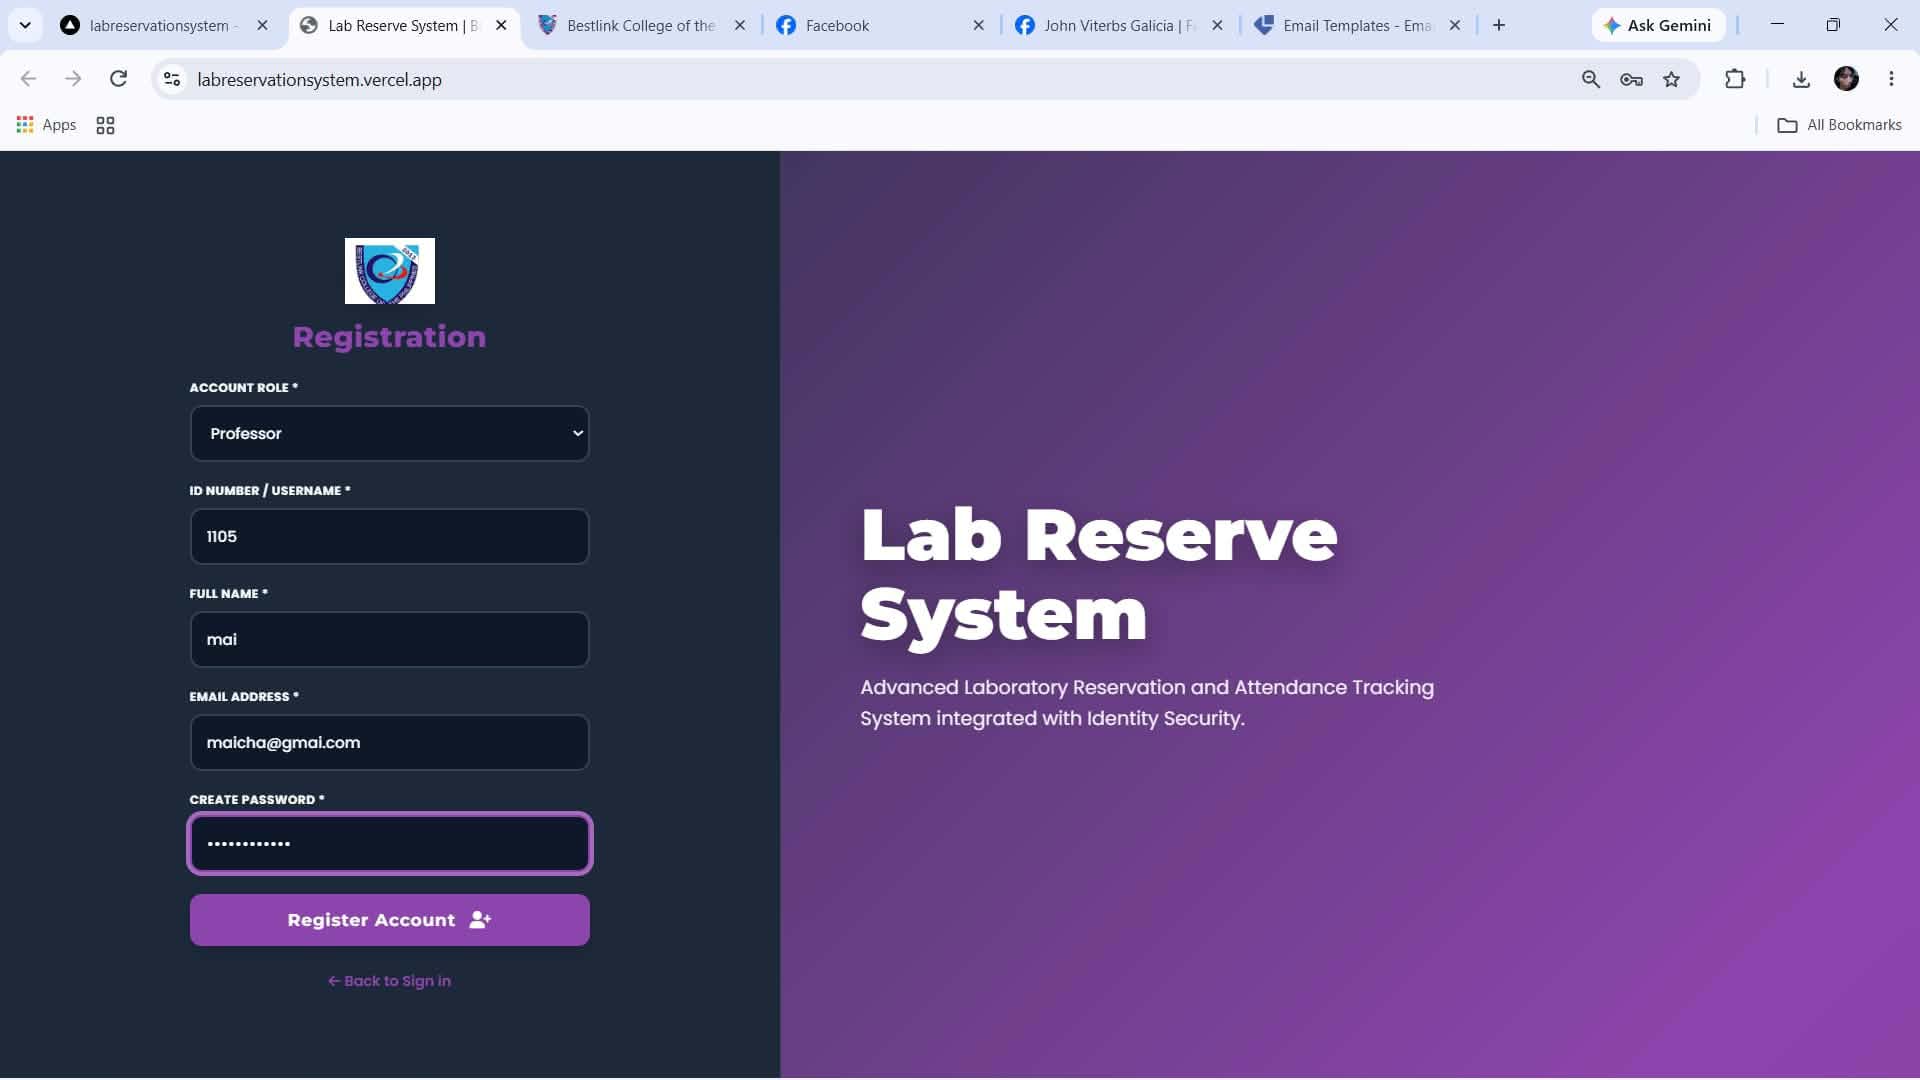 labreservationsystem -
Lab Reserve System | B
Bestlink College of the
Facebook
John Viterbs Galicia | F
Email Templates - Ema
Ask Gemini
labreservationsystem.vercel.app
Apps
All Bookmarks
Registration
ACCOUNT ROLE *
Professor
ID NUMBER / USERNAME *
1105
FULL NAME *
mai
EMAIL ADDRESS *
maicha@gmai.com
CREATE PASSWORD *
••••••••••••
Register Account
← Back to Sign in
Lab Reserve
System
Advanced Laboratory Reservation and Attendance Tracking
System integrated with Identity Security.